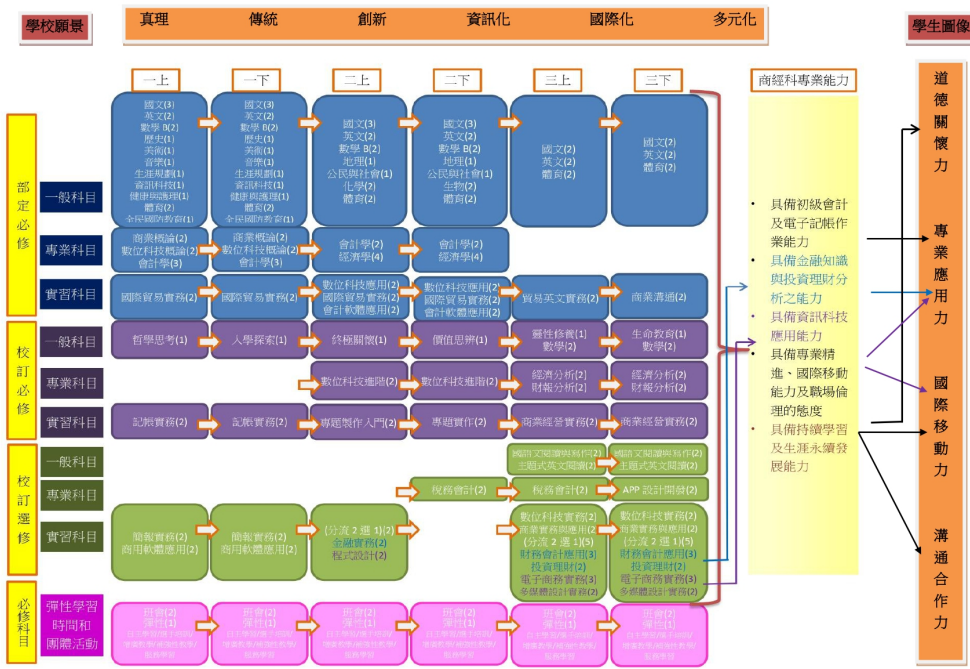 學校願景
真理 傳統 創新 資訊化 國際化 多元化
學生圖像
一上 一下 二上 二下 三上 三下
商經科專業能力
部定必修
一般科目
國文(3)
英文(2)
數學 B(2)
歷史(1)
美術(1)
音樂(1)
生涯規劃(1)
資訊科技(1)
健康與護理(1)
體育(2)
全民國防教育(1)
國文(3)
英文(2)
數學 B(2)
歷史(1)
美術(1)
音樂(1)
生涯規劃(1)
資訊科技(1)
健康與護理(1)
體育(2)
全民國防教育(1)
國文(3)
英文(2)
數學 B(2)
地理(1)
公民與社會(1)
化學(2)
體育(2)
國文(3)
英文(2)
數學 B(2)
地理(1)
公民與社會(1)
生物(2)
體育(2)
國文(2)
英文(2)
體育(2)
國文(2)
英文(2)
體育(2)
專業科目
商業概論(2)
數位科技概論(2)
會計學(3)
商業概論(2)
數位科技概論(2)
會計學(3)
會計學(2)
經濟學(4)
會計學(2)
經濟學(4)
實習科目
國際貿易實務(2)
國際貿易實務(2)
數位科技應用(2)
國際貿易實務(2)
會計軟體應用(2)
數位科技應用(2)
國際貿易實務(2)
會計軟體應用(2)
貿易英文實務(2)
商業溝通(2)
校訂必修
一般科目
哲學思考(1)
人學探索(1)
終極關懷(1)
價值思辨(1)
靈性修養(1)
數學(2)
生命教育(1)
數學(2)
專業科目
數位科技進階(2)
數位科技進階(2)
經濟分析(2)
財報分析(2)
經濟分析(2)
財報分析(2)
實習科目
記帳實務(2)
記帳實務(2)
專題製作入門(2)
專題實作(2)
商業經營實務(2)
商業經營實務(2)
校訂選修
一般科目
國語文閱讀與寫作(2)
主題式英文閱讀(2)
國語文閱讀與寫作(2)
主題式英文閱讀(2)
專業科目
稅務會計(2)
稅務會計(2)
APP 設計開發(2)
實習科目
簡報實務(2)
商用軟體應用(2)
簡報實務(2)
商用軟體應用(2)
(分流 2 選 1)(2)
金融實務(2)
程式設計(2)
數位科技實務(2)
商業實務與應用(2)
(分流 2 選 1)(5)
財務會計應用(3)
投資理財(2)
電子商務實務(3)
多媒體設計實務(2)
數位科技實務(2)
商業實務與應用(2)
(分流 2 選 1)(5)
財務會計應用(3)
投資理財(2)
電子商務實務(3)
多媒體設計實務(2)
必修科目
彈性學習
時間和
團體活動
班會(2)
彈性(1)
班會(2)
彈性(1)
班會(2)
彈性(1)
班會(2)
彈性(1)
班會(2)
彈性(1)
班會(2)
彈性(1)
• 具備初級會計
及電子記帳作
業能力
• 具備金融知識
與投資理財分
析之能力
• 具備資訊科技
應用能力
• 具備專業精
進、國際移動
能力及職場倫
理的態度
• 具備持續學習
及生涯永續發
展能力
道德關懷力
專業應用力
國際移動力
溝通合作力